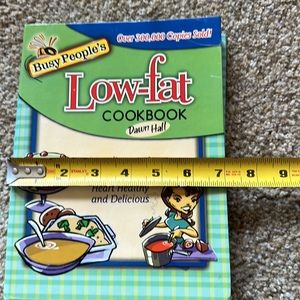 Over 300,000 Copies Sold!
Busy People's
Low-fat
COOKBOOK
Dawn Hall
2 3 4 5 6 7 8 9
Heart Healthy
and Delicious